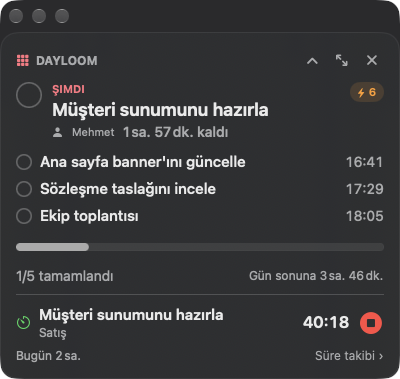 DAYLOOM
ŞİMDİ
6
Müşteri sunumunu hazırla
Mehmet 1 sa. 57 dk. kaldı
Ana sayfa banner'ını güncelle 16:41
Sözleşme taslağını incele 17:29
Ekip toplantısı 18:05
1/5 tamamlandı Gün sonuna 3 sa. 46 dk.
Müşteri sunumunu hazırla 40:18
Satış
Bugün 2 sa. Süre takibi ›